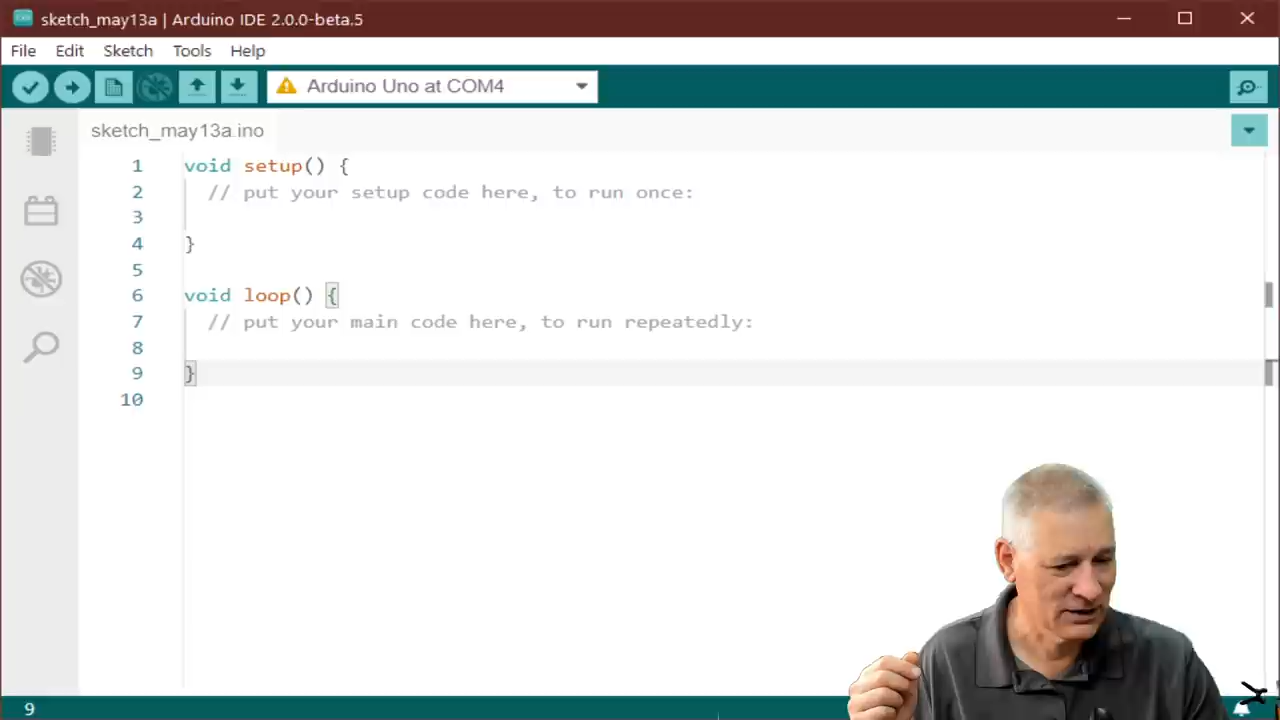 sketch_may13a | Arduino IDE 2.0.0-beta.5
File Edit Sketch Tools Help
Arduino Uno at COM4
sketch_may13a.ino
1 void setup() {
2 // put your setup code here, to run once:
3
4 }
5
6 void loop() {
7 // put your main code here, to run repeatedly:
8
9 }
10
9